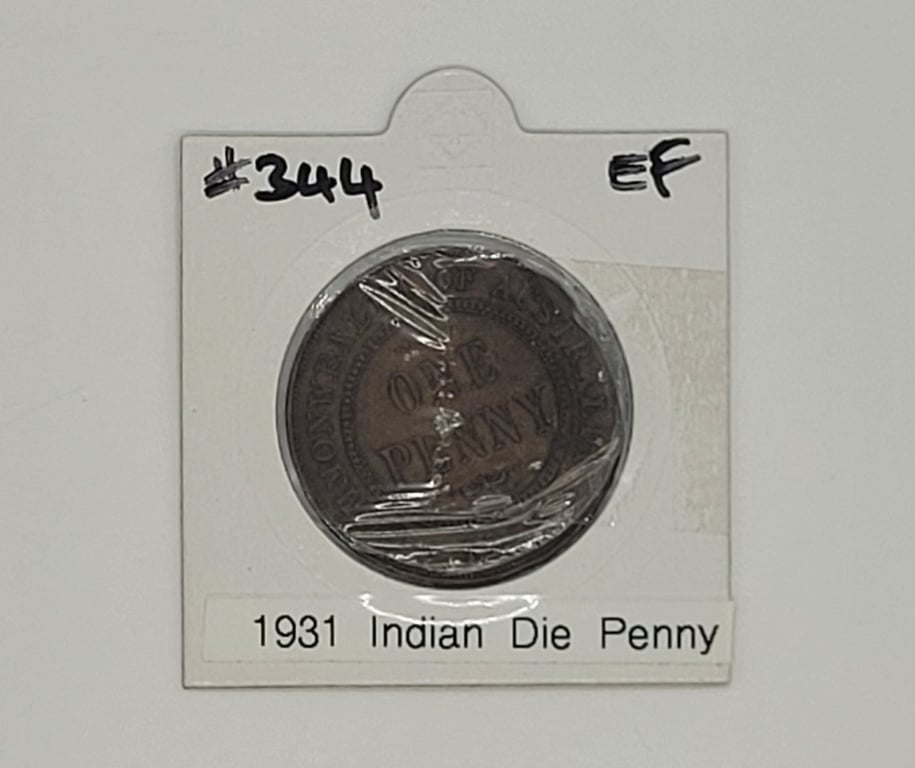 #344 EF
OF AUSTRALIA
ONE
PENNY
1931 Indian Die Penny